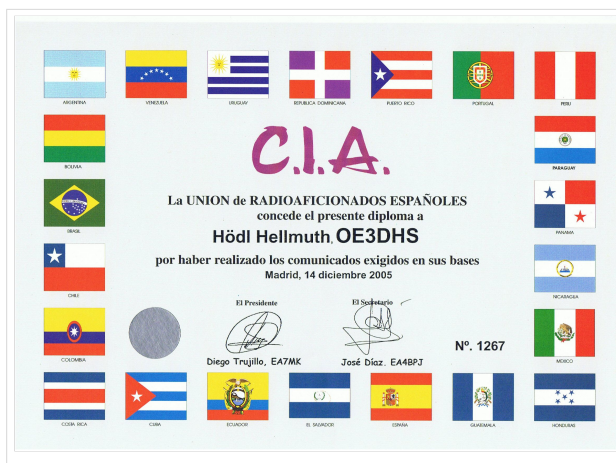 ARGENTINA
VENEZUELA
URUGUAY
REPUBLICA DOMINICANA
PUERTO RICO
PORTUGAL
PERU
BOLIVIA
PARAGUAY
BRASIL
PANAMA
CHILE
NICARAGUA
COLOMBIA
MEXICO
C.I.A.
La UNION de RADIOAFICIONADOS ESPAÑOLES
concede el presente diploma a
Hödl Hellmuth, OE3DHS
por haber realizado los comunicados exigidos en sus bases
Madrid, 14 diciembre 2005
El Presidente
El Secretario
Diego Trujillo, EA7MK
José Díaz. EA4BPJ
Nº. 1267
COSTA RICA
CUBA
ECUADOR
EL SALVADOR
ESPAÑA
GUATEMALA
HONDURAS